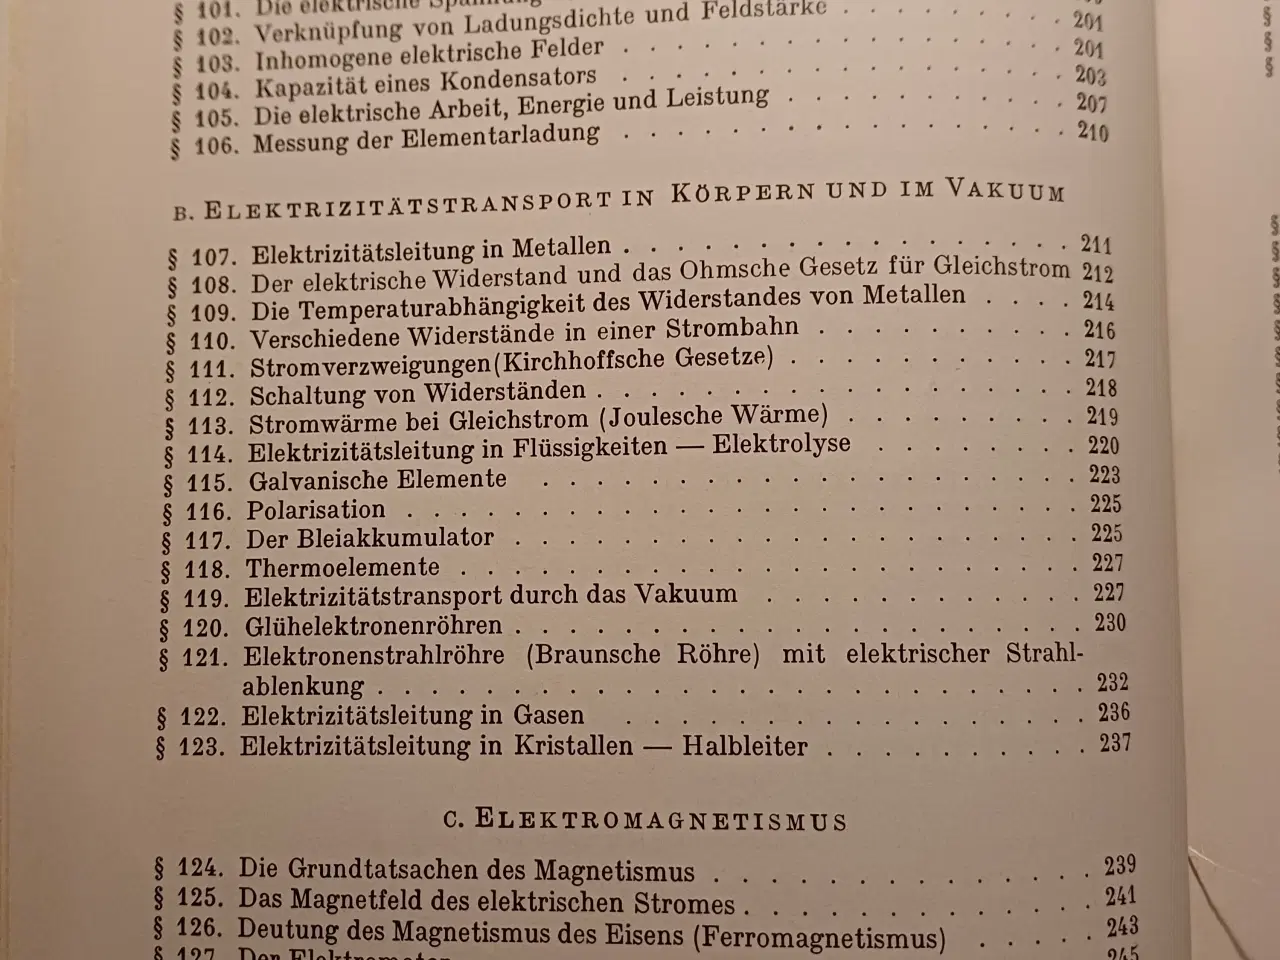 § 101. Die elektrische
§ 102. Verknüpfung von Ladungsdichte und Feldstärke . . . . . . . . . 201
§ 103. Inhomogene elektrische Felder . . . . . . . . . . . . . . . . . 201
§ 104. Kapazität eines Kondensators . . . . . . . . . . . . . . . . . 203
§ 105. Die elektrische Arbeit, Energie und Leistung . . . . . . . . . . . 207
§ 106. Messung der Elementarladung . . . . . . . . . . . . . . . . . 210
B. ELEKTRIZITÄTSTRANSPORT IN KÖRPERN UND IM VAKUUM
§ 107. Elektrizitätsleitung in Metallen . . . . . . . . . . . . . . . . . 211
§ 108. Der elektrische Widerstand und das Ohmsche Gesetz für Gleichstrom 212
§ 109. Die Temperaturabhängigkeit des Widerstandes von Metallen . . . . 214
§ 110. Verschiedene Widerstände in einer Strombahn . . . . . . . . . . 216
§ 111. Stromverzweigungen (Kirchhoffsche Gesetze) . . . . . . . . . . . 217
§ 112. Schaltung von Widerständen . . . . . . . . . . . . . . . . . . 218
§ 113. Stromwärme bei Gleichstrom (Joulesche Wärme) . . . . . . . . . 219
§ 114. Elektrizitätsleitung in Flüssigkeiten — Elektrolyse . . . . . . . . 220
§ 115. Galvanische Elemente . . . . . . . . . . . . . . . . . . . . 223
§ 116. Polarisation . . . . . . . . . . . . . . . . . . . . . . . . . 225
§ 117. Der Bleiakkumulator . . . . . . . . . . . . . . . . . . . . . 225
§ 118. Thermoelemente . . . . . . . . . . . . . . . . . . . . . . . 227
§ 119. Elektrizitätstransport durch das Vakuum . . . . . . . . . . . . 227
§ 120. Glühelektronenröhren . . . . . . . . . . . . . . . . . . . . . 230
§ 121. Elektronenstrahlröhre (Braunsche Röhre) mit elektrischer Strahl-
ablenkung . . . . . . . . . . . . . . . . . . . . . . . . . . 232
§ 122. Elektrizitätsleitung in Gasen . . . . . . . . . . . . . . . . . 236
§ 123. Elektrizitätsleitung in Kristallen — Halbleiter . . . . . . . . . . 237
C. ELEKTROMAGNETISMUS
§ 124. Die Grundtatsachen des Magnetismus . . . . . . . . . . . . . . 239
§ 125. Das Magnetfeld des elektrischen Stromes . . . . . . . . . . . . . 241
§ 126. Deutung des Magnetismus des Eisens (Ferromagnetismus) . . . . . 243
§ 127. Der Elektromotor 245